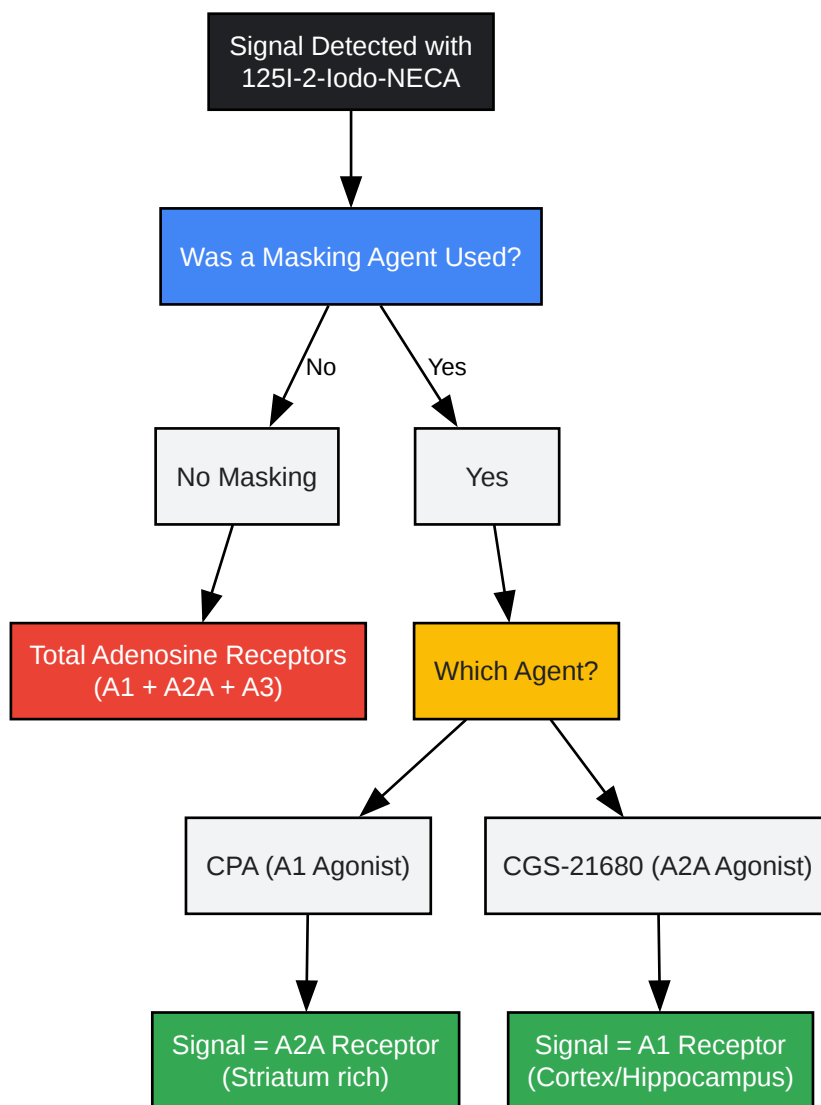 Signal Detected with
125I-2-Iodo-NECA
Was a Masking Agent Used?
No
Yes
No Masking
Yes
Total Adenosine Receptors
(A1 + A2A + A3)
Which Agent?
CPA (A1 Agonist)
CGS-21680 (A2A Agonist)
Signal = A2A Receptor
(Striatum rich)
Signal = A1 Receptor
(Cortex/Hippocampus)